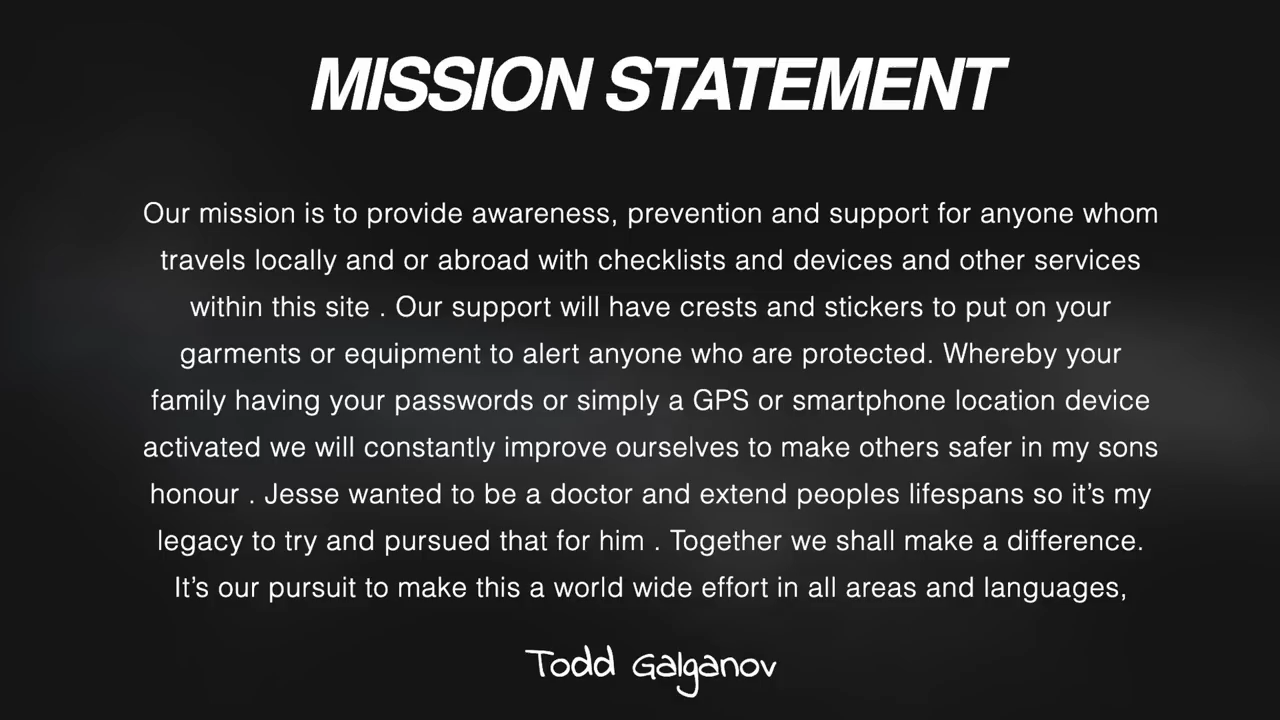 MISSION STATEMENT
Our mission is to provide awareness, prevention and support for anyone whom
travels locally and or abroad with checklists and devices and other services
within this site . Our support will have crests and stickers to put on your
garments or equipment to alert anyone who are protected. Whereby your
family having your passwords or simply a GPS or smartphone location device
activated we will constantly improve ourselves to make others safer in my sons
honour . Jesse wanted to be a doctor and extend peoples lifespans so it’s my
legacy to try and pursued that for him . Together we shall make a difference.
It’s our pursuit to make this a world wide effort in all areas and languages,
Todd Galganov